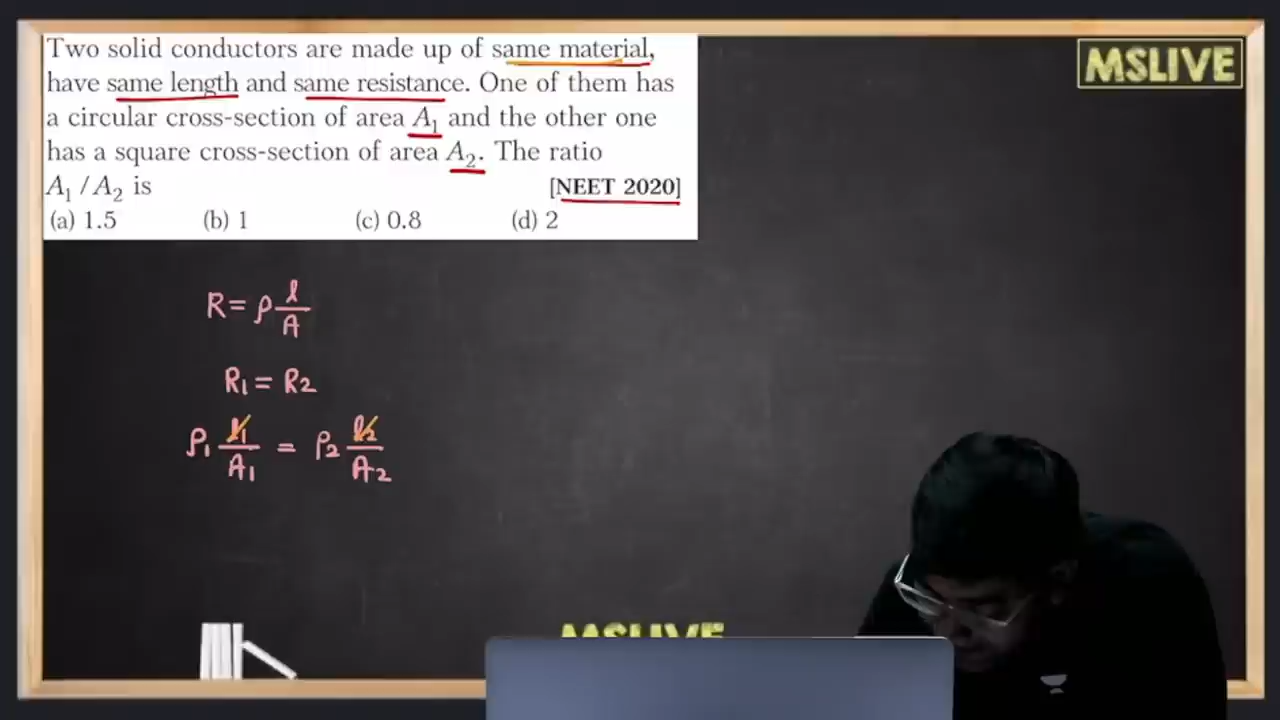 Two solid conductors are made up of same material,
have same length and same resistance. One of them has
a circular cross-section of area A₁ and the other one
has a square cross-section of area A₂. The ratio
A₁ / A₂ is [NEET 2020]
(a) 1.5 (b) 1 (c) 0.8 (d) 2
MSLIVE
R = ρ l/A
R₁ = R₂
ρ₁ l₁/A₁ = ρ₂ l₂/A₂
MSLIVE